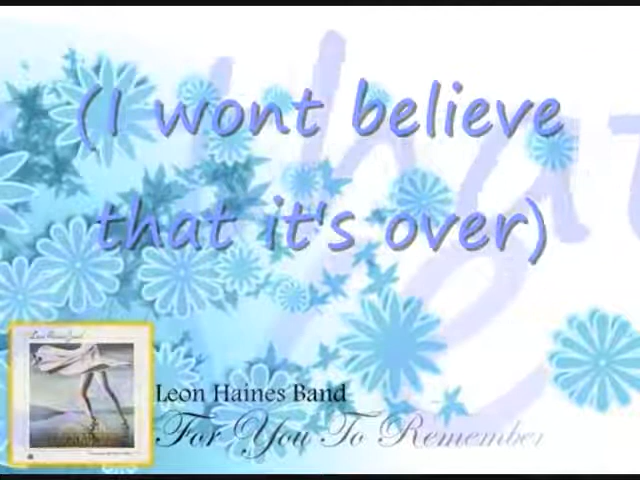 (I wont believe
that it's over)
Leon Haines Band
For You To Remember